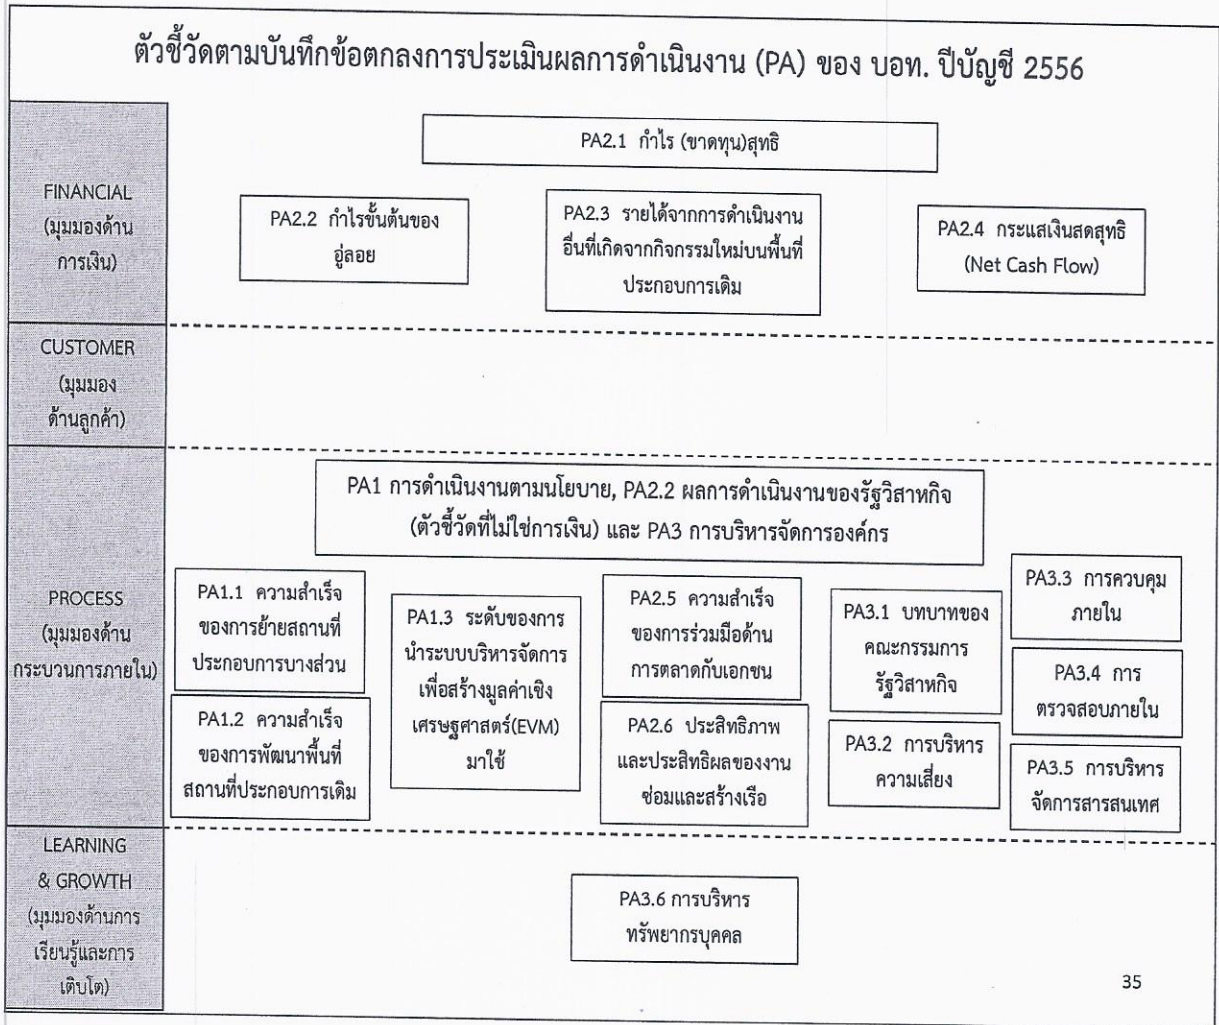 ตัวชี้วัดตามบันทึกข้อตกลงการประเมินผลการดำเนินงาน (PA) ของ บอท. ปีบัญชี 2556
FINANCIAL
(มุมมองด้าน
การเงิน)
PA2.1 กำไร (ขาดทุน)สุทธิ
PA2.2 กำไรขั้นต้นของ
อู่ลอย
PA2.3 รายได้จากการดำเนินงาน
อื่นที่เกิดจากกิจกรรมใหม่บนพื้นที่
ประกอบการเดิม
PA2.4 กระแสเงินสดสุทธิ
(Net Cash Flow)
CUSTOMER
(มุมมอง
ด้านลูกค้า)
PROCESS
(มุมมองด้าน
กระบวนการภายใน)
PA1 การดำเนินงานตามนโยบาย, PA2.2 ผลการดำเนินงานของรัฐวิสาหกิจ
(ตัวชี้วัดที่ไม่ใช่การเงิน) และ PA3 การบริหารจัดการองค์กร
PA1.1 ความสำเร็จ
ของการย้ายสถานที่
ประกอบการบางส่วน
PA1.2 ความสำเร็จ
ของการพัฒนาพื้นที่
สถานที่ประกอบการเดิม
PA1.3 ระดับของการ
นำระบบบริหารจัดการ
เพื่อสร้างมูลค่าเชิง
เศรษฐศาสตร์(EVM)
มาใช้
PA2.5 ความสำเร็จ
ของการร่วมมือด้าน
การตลาดกับเอกชน
PA2.6 ประสิทธิภาพ
และประสิทธิผลของงาน
ซ่อมและสร้างเรือ
PA3.1 บทบาทของ
คณะกรรมการ
รัฐวิสาหกิจ
PA3.2 การบริหาร
ความเสี่ยง
PA3.3 การควบคุม
ภายใน
PA3.4 การ
ตรวจสอบภายใน
PA3.5 การบริหาร
จัดการสารสนเทศ
LEARNING
& GROWTH
(มุมมองด้านการ
เรียนรู้และการ
เติบโต)
PA3.6 การบริหาร
ทรัพยากรบุคคล
35